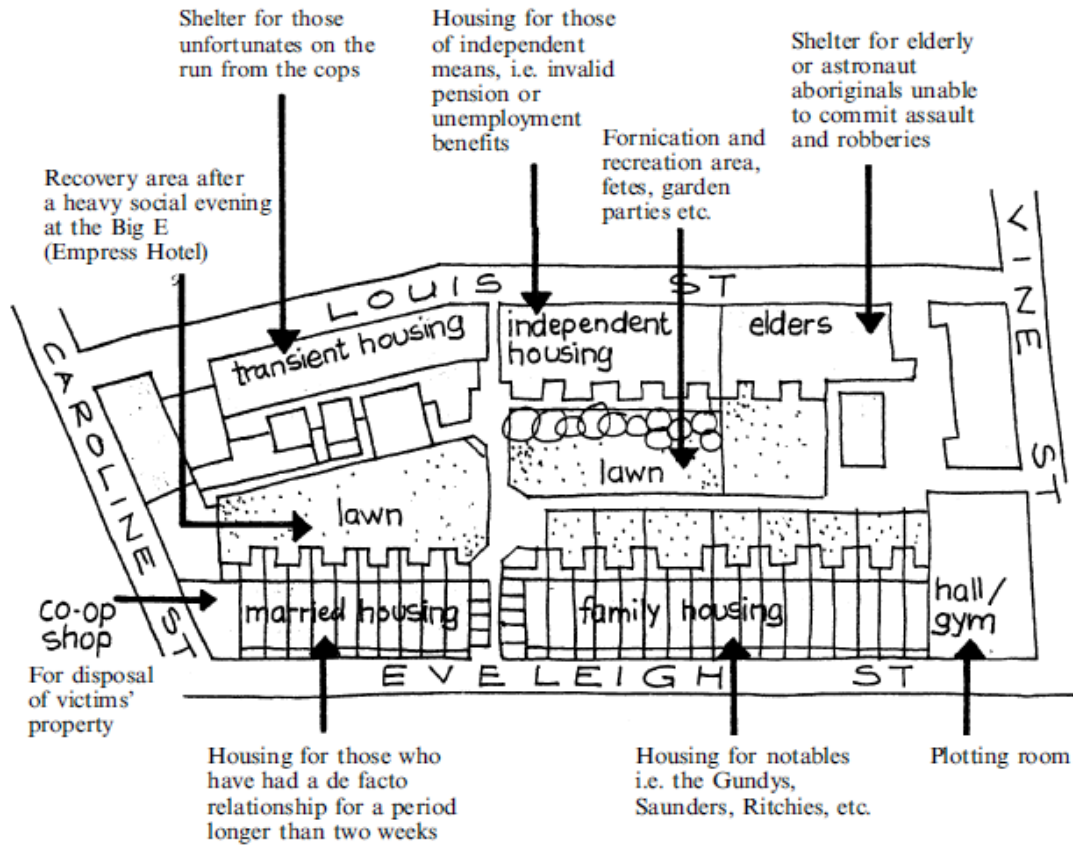 Shelter for those
unfortunates on the
run from the cops
Housing for those
of independent
means, i.e. invalid
pension or
unemployment
benefits
Shelter for elderly
or astronaut
aboriginals unable
to commit assault
and robberies
Fornication and
recreation area,
fetes, garden
parties etc.
Recovery area after
a heavy social evening
at the Big E
(Empress Hotel)
VINE ST
LOUIS ST
transient housing
independent
housing
elders
CAROLINE ST
lawn
lawn
co-op
shop
married housing
family housing
hall/
gym
EVELEIGH ST
For disposal
of victims'
property
Housing for those who
have had a de facto
relationship for a period
longer than two weeks
Housing for notables
i.e. the Gundys,
Saunders, Ritchies, etc.
Plotting room